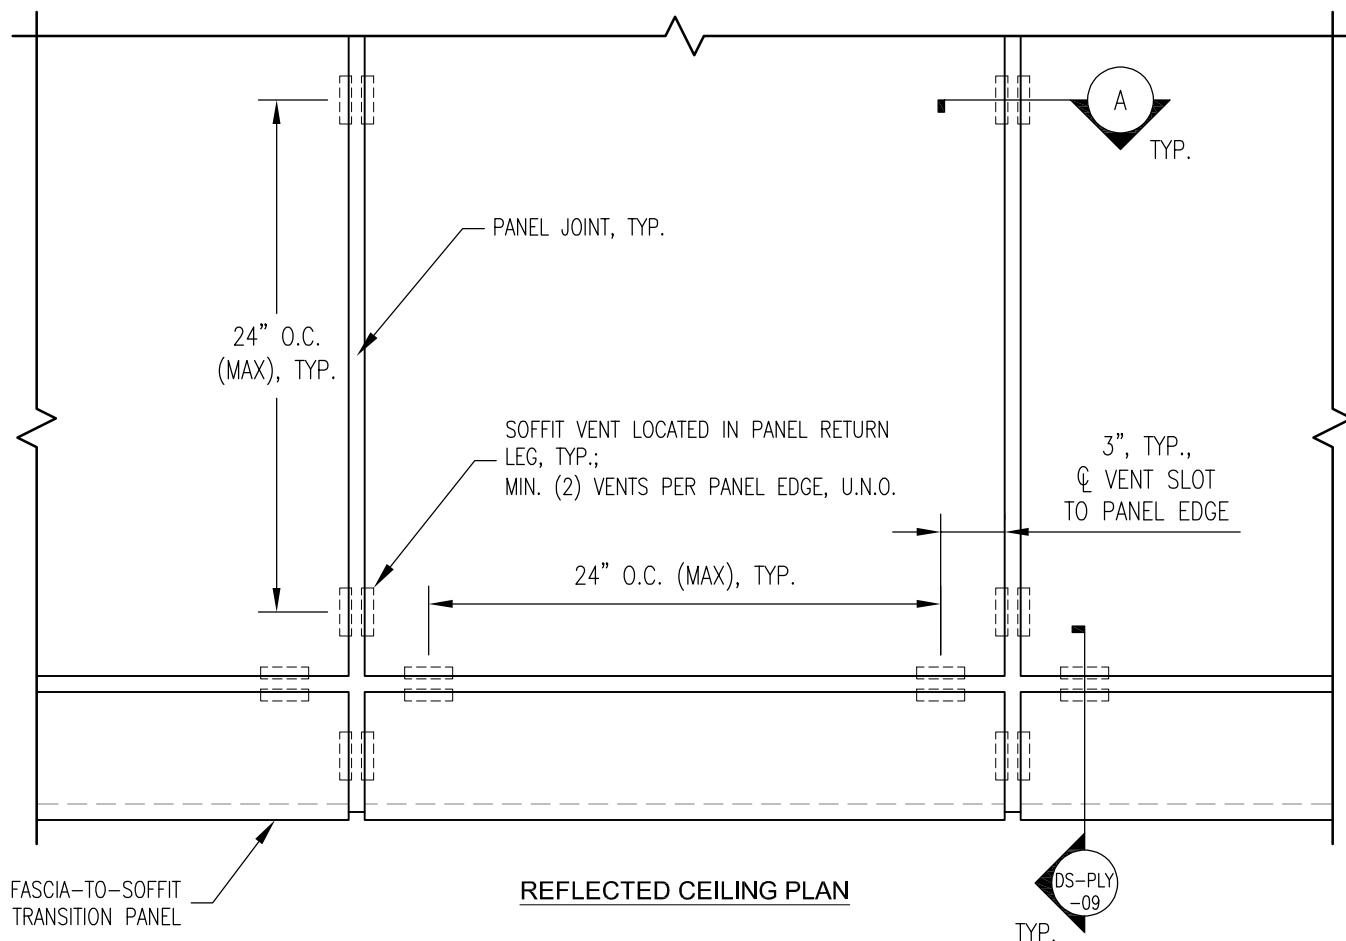 A
TYP.
PANEL JOINT, TYP.
24" O.C.
(MAX), TYP.
SOFFIT VENT LOCATED IN PANEL RETURN
LEG, TYP.;
MIN. (2) VENTS PER PANEL EDGE, U.N.O.
3", TYP.,
℄ VENT SLOT
TO PANEL EDGE
24" O.C. (MAX), TYP.
FASCIA-TO-SOFFIT
TRANSITION PANEL
REFLECTED CEILING PLAN
DS-PLY
-09
TYP.